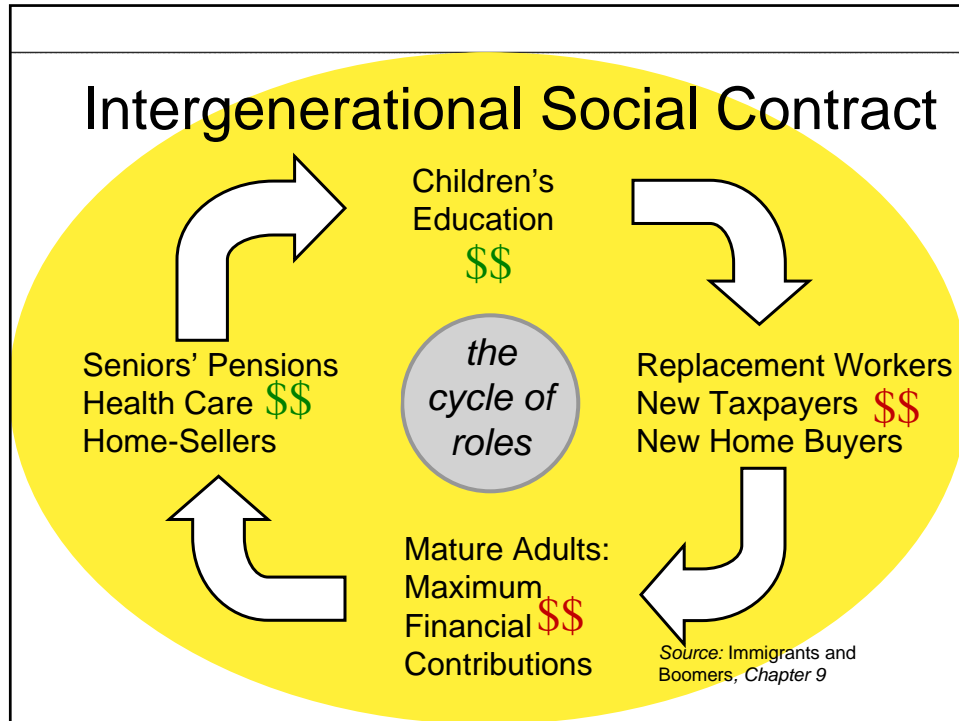 Intergenerational Social Contract
Children’s
Education
$$
Replacement Workers
New Taxpayers $$
New Home Buyers
Mature Adults:
Maximum
Financial $$
Contributions
Seniors’ Pensions
Health Care $$
Home-Sellers
the
cycle of
roles
Source: Immigrants and
Boomers, Chapter 9